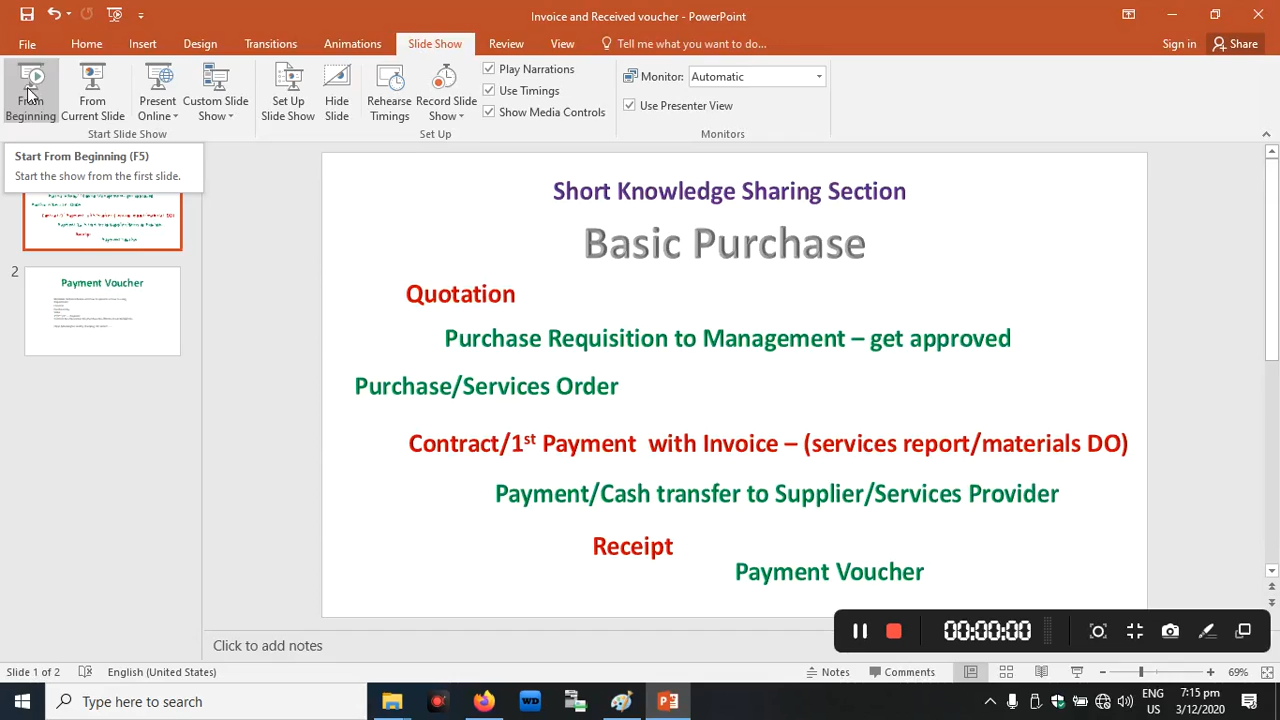 Invoice and Received voucher - PowerPoint
File Home Insert Design Transitions Animations Slide Show Review View Tell me what you want to do... Sign in Share
From Beginning
From Current Slide
Present Online
Custom Slide Show
Set Up Slide Show
Hide Slide
Rehearse Timings
Record Slide Show
Play Narrations
Use Timings
Show Media Controls
Monitor: Automatic
Use Presenter View
Start Slide Show Set Up Monitors
Start From Beginning (F5)
Start the show from the first slide.
2
Payment Voucher
Short Knowledge Sharing Section
Basic Purchase
Quotation
Purchase Requisition to Management – get approved
Purchase/Services Order
Contract/1st Payment with Invoice – (services report/materials DO)
Payment/Cash transfer to Supplier/Services Provider
Receipt
Payment Voucher
00:00:00
Click to add notes
Slide 1 of 2 English (United States) Notes Comments 69%
Type here to search
WD
ENG
US
7:15 pm
3/12/2020